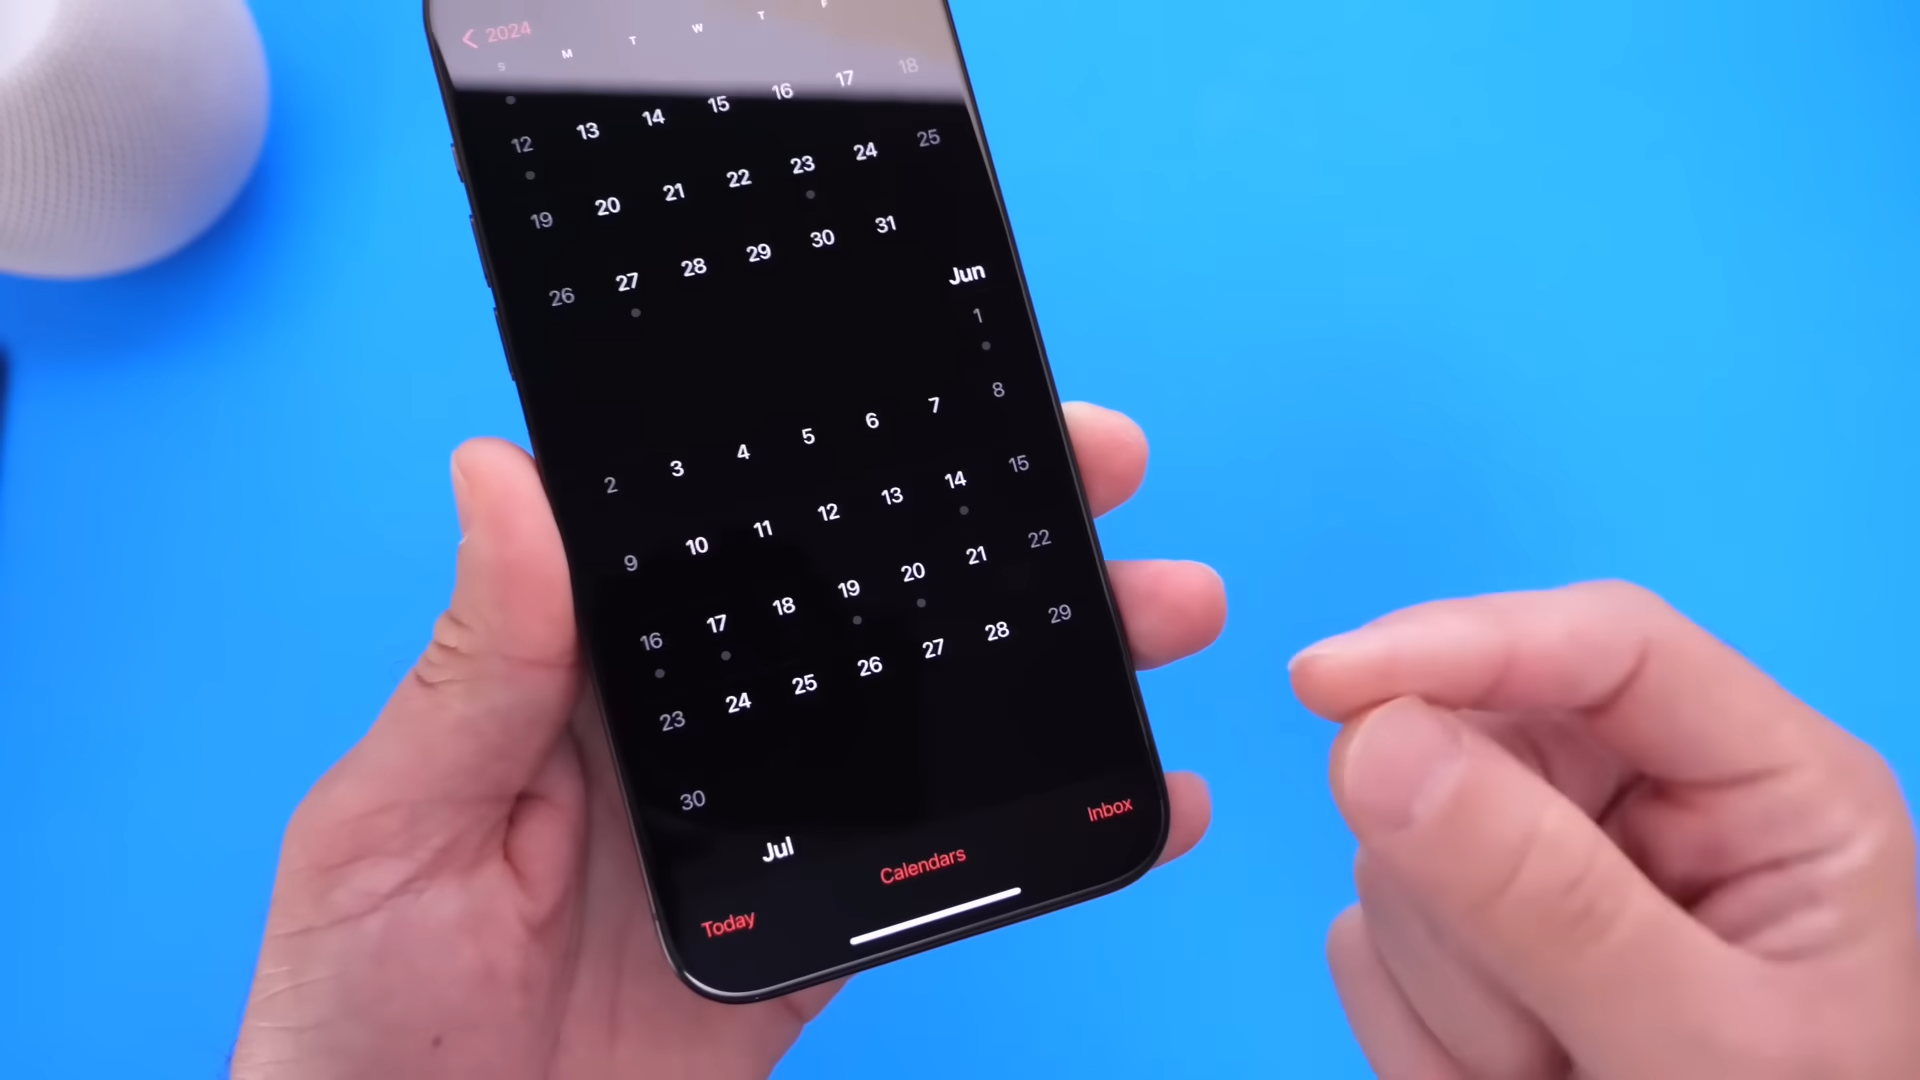 2024
S M T W T F
16 17 18
12 13 14 15
19 20 21 22 23 24 25
26 27 28 29 30 31
Jun
1
2 3 4 5 6 7 8
9 10 11 12 13 14 15
16 17 18 19 20 21 22
23 24 25 26 27 28 29
30
Jul
Today Calendars Inbox